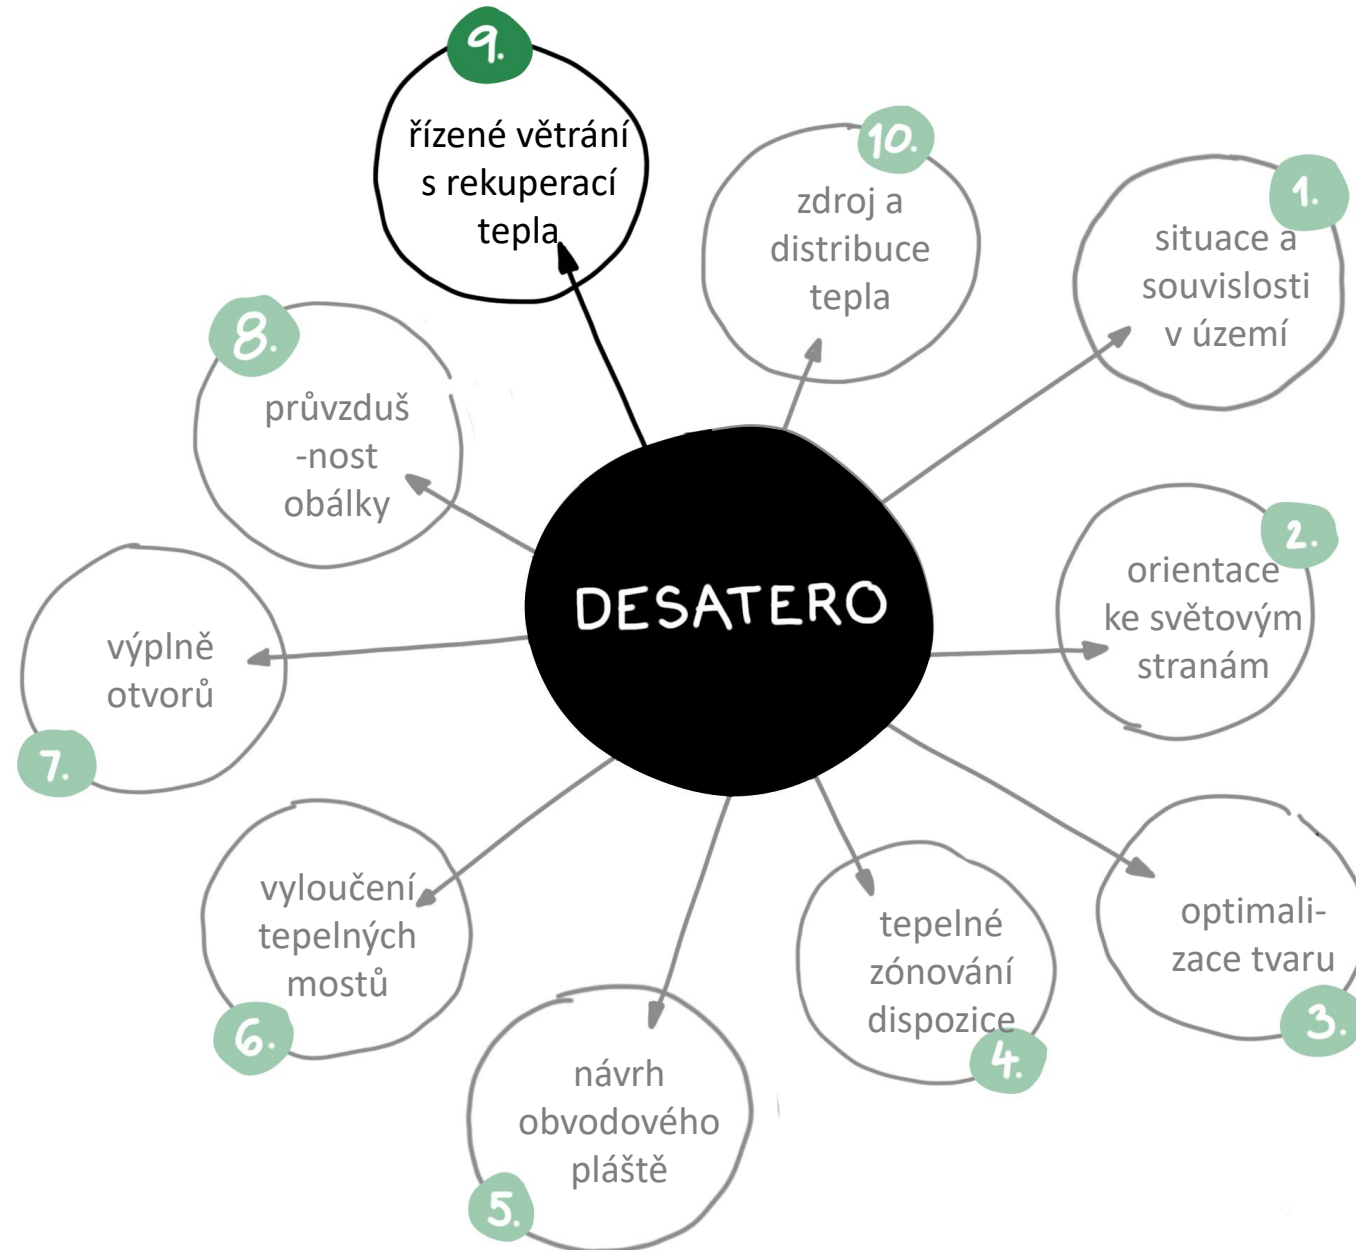 DESATERO
1.
situace a
souvislosti
v území
2.
orientace
ke světovým
stranám
3.
optimali-
zace tvaru
4.
tepelné
zónování
dispozice
5.
návrh
obvodového
pláště
6.
vyloučení
tepelných
mostů
7.
výplně
otvorů
8.
průvzduš
-nost
obálky
9.
řízené větrání
s rekuperací
tepla
10.
zdroj a
distribuce
tepla